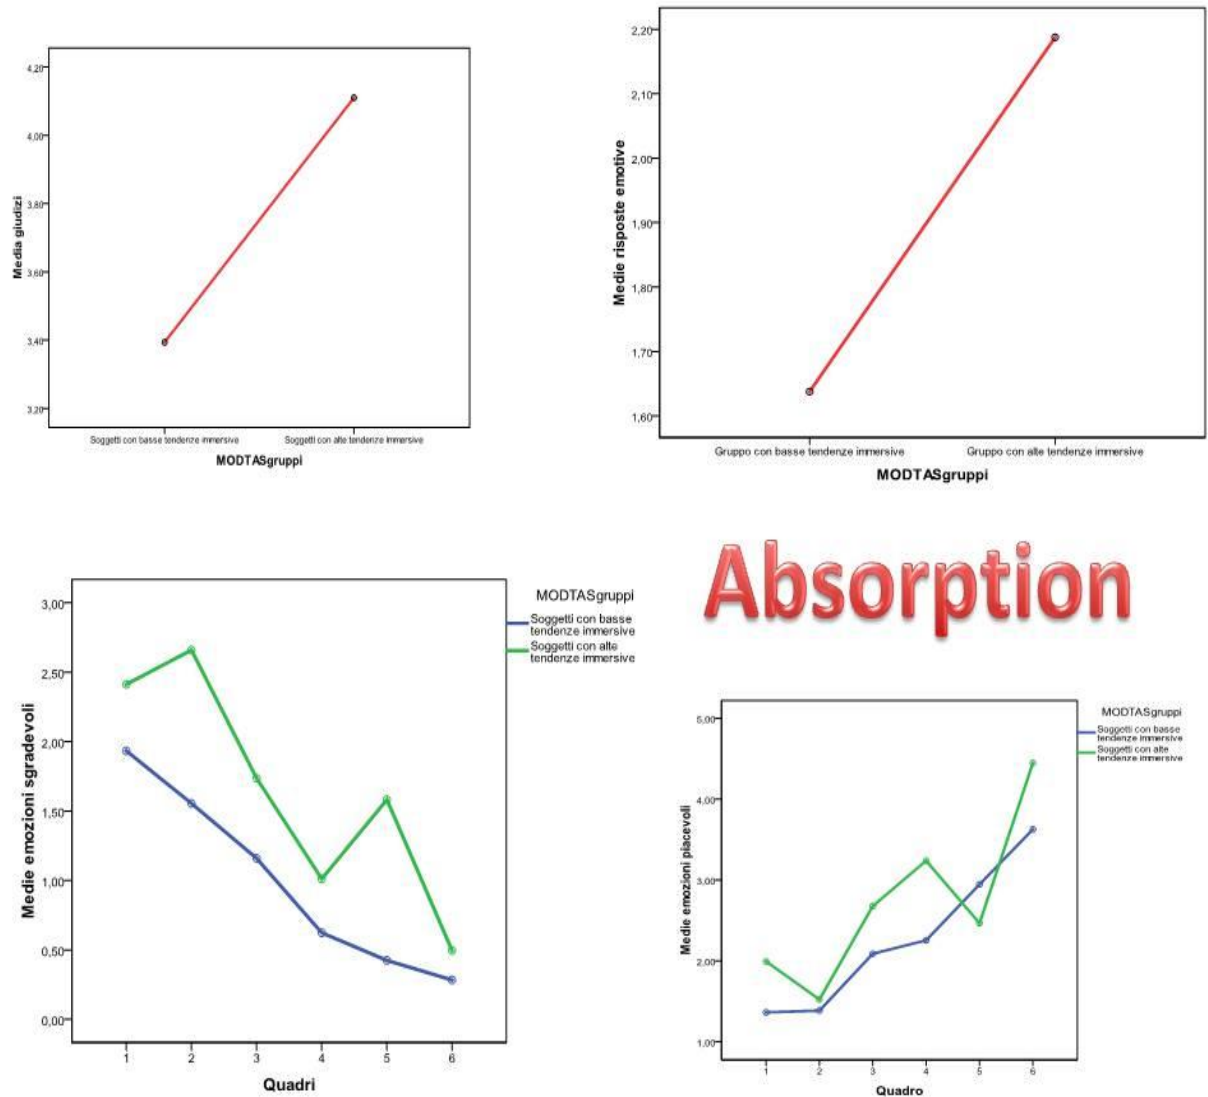 4,20
4,00
3,80
3,60
3,40
3,20
Media giudizi
Soggetti con basse tendenze immersive
Soggetti con alte tendenze immersive
MODTASgruppi
2,20
2,10
2,00
1,90
1,80
1,70
1,60
Medie risposte emotive
Gruppo con basse tendenze immersive
Gruppo con alte tendenze immersive
MODTASgruppi
Absorption
3,00
2,50
2,00
1,50
1,00
0,50
0,00
Medie emozioni sgradevoli
1 2 3 4 5 6
Quadri
MODTASgruppi
Soggetti con basse
tendenze immersive
Soggetti con alte
tendenze immersive
5,00
4,00
3,00
2,00
1,00
Medie emozioni piacevoli
1 2 3 4 5 6
Quadro
MODTASgruppi
Soggetti con basse
tendenze immersive
Soggetti con alte
tendenze immersive